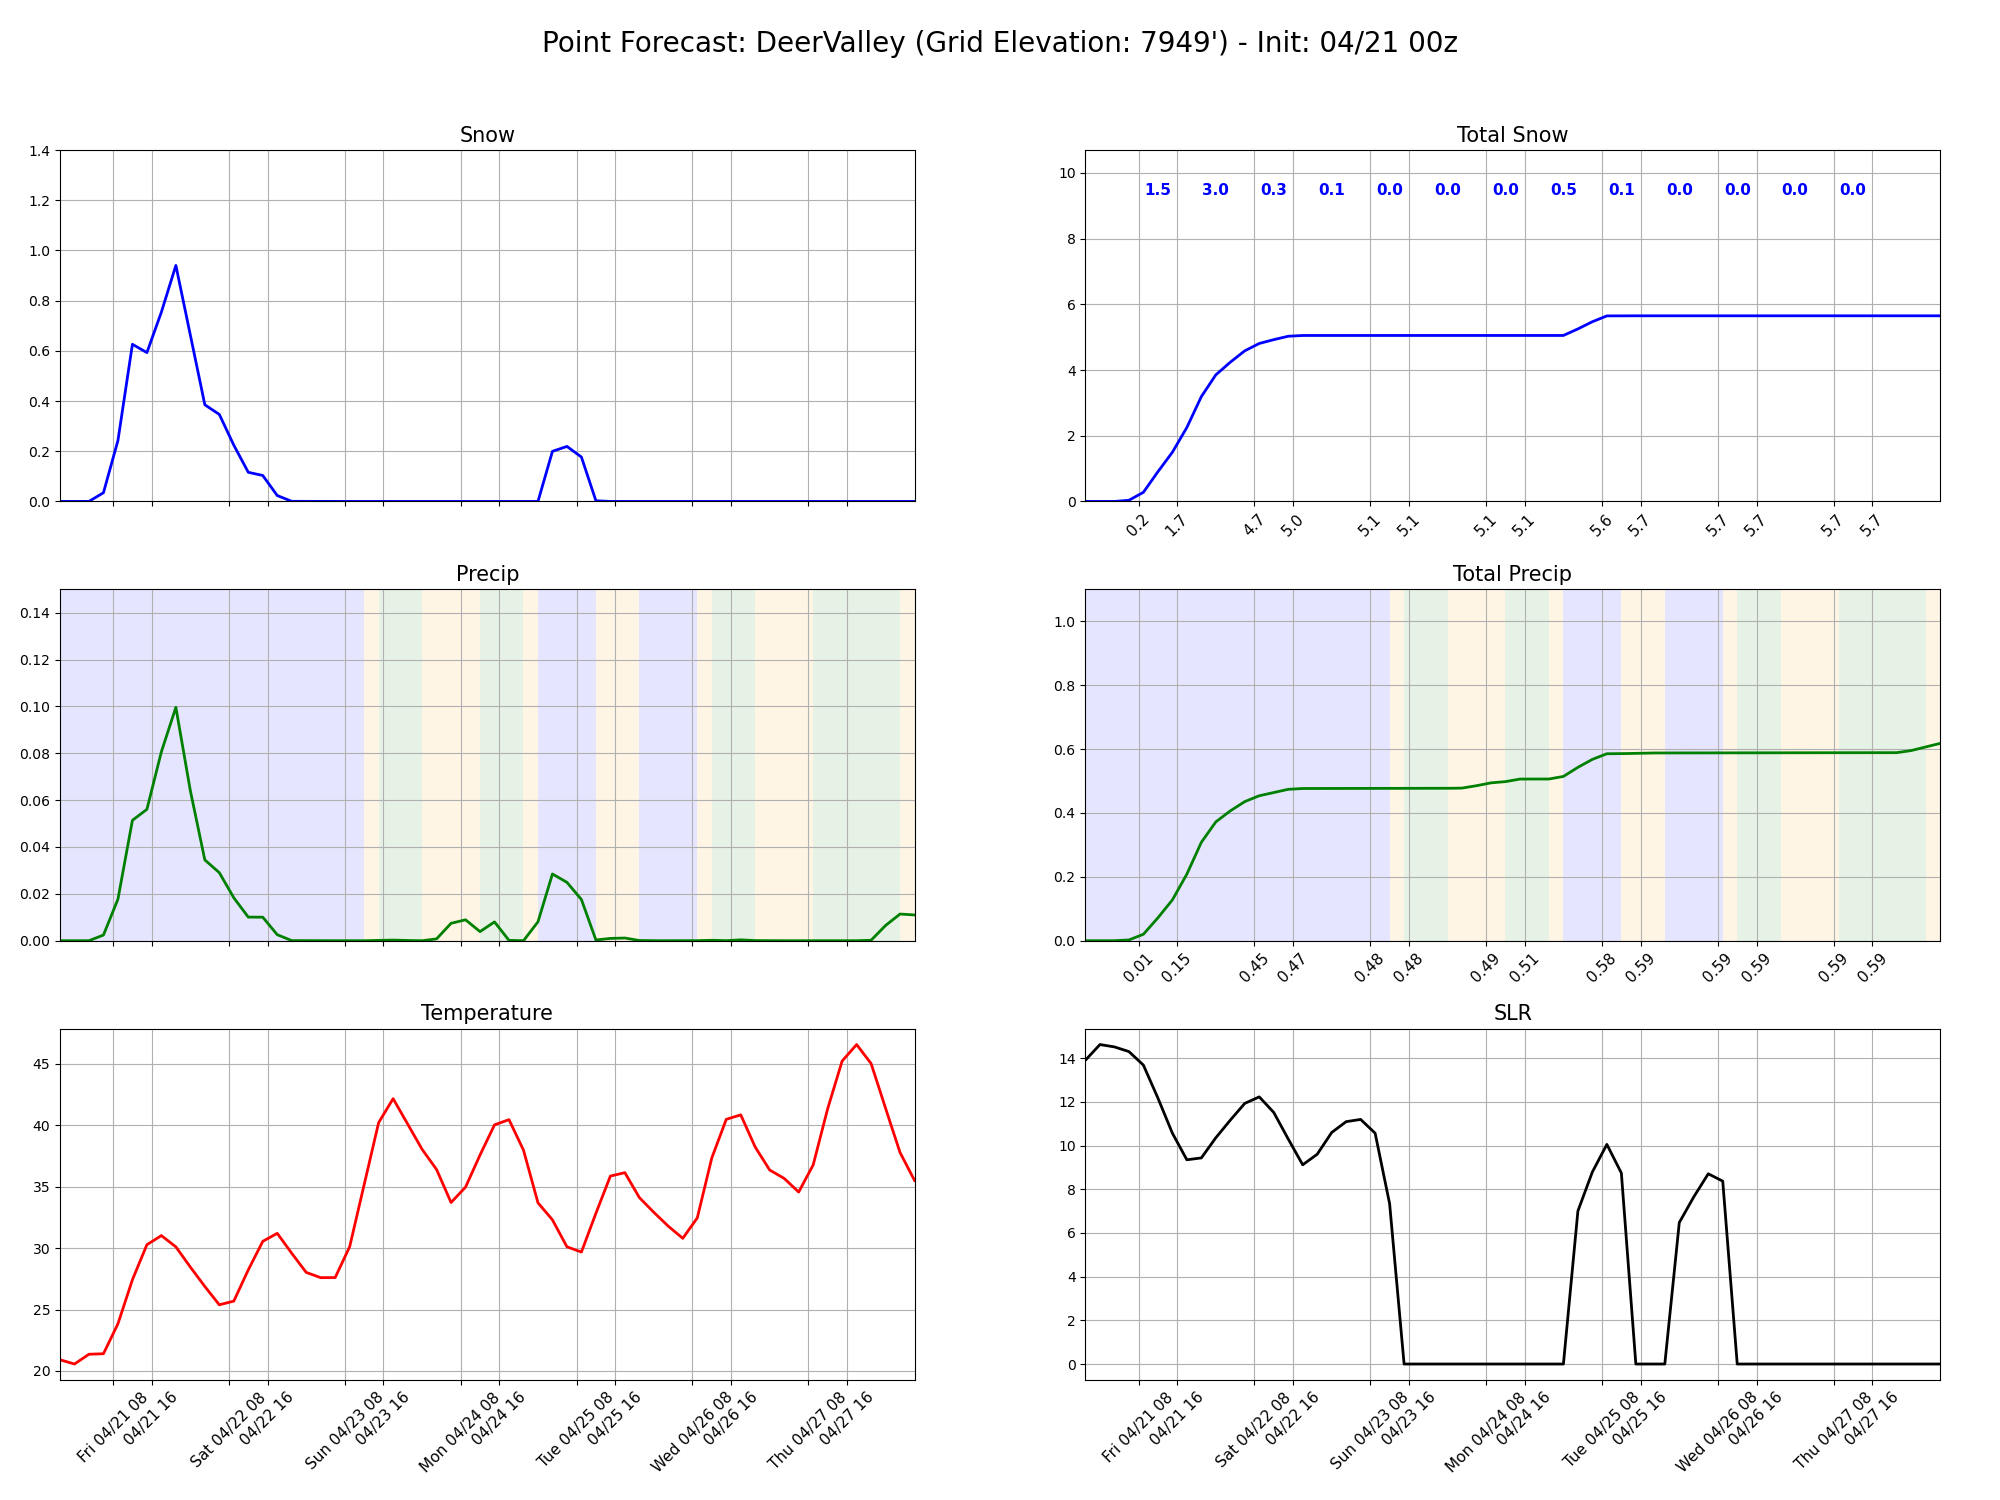 Point Forecast: DeerValley (Grid Elevation: 7949') - Init: 04/21 00z
Snow
1.4
1.2
1.0
0.8
0.6
0.4
0.2
0.0
Total Snow
10
8
6
4
2
0
1.5 3.0 0.3 0.1 0.0 0.0 0.0 0.5 0.1 0.0 0.0 0.0 0.0
0.2 1.7 4.7 5.0 5.1 5.1 5.1 5.1 5.6 5.7 5.7 5.7 5.7 5.7
Precip
0.14
0.12
0.10
0.08
0.06
0.04
0.02
0.00
Total Precip
1.0
0.8
0.6
0.4
0.2
0.0
0.01 0.15 0.45 0.47 0.48 0.48 0.49 0.51 0.58 0.59 0.59 0.59 0.59 0.59
Temperature
45
40
35
30
25
20
Fri 04/21 08
04/21 16
Sat 04/22 08
04/22 16
Sun 04/23 08
04/23 16
Mon 04/24 08
04/24 16
Tue 04/25 08
04/25 16
Wed 04/26 08
04/26 16
Thu 04/27 08
04/27 16
SLR
14
12
10
8
6
4
2
0
Fri 04/21 08
04/21 16
Sat 04/22 08
04/22 16
Sun 04/23 08
04/23 16
Mon 04/24 08
04/24 16
Tue 04/25 08
04/25 16
Wed 04/26 08
04/26 16
Thu 04/27 08
04/27 16